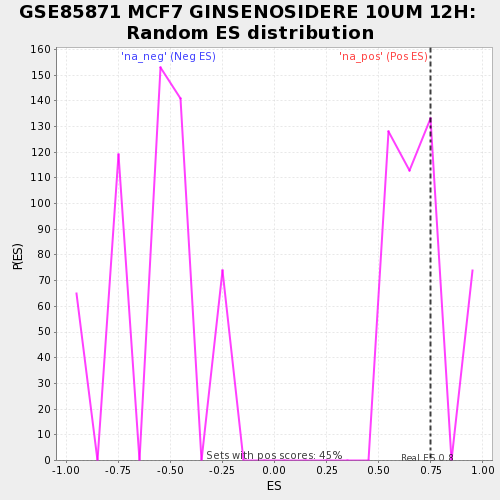 GSE85871 MCF7 GINSENOSIDERE 10UM 12H:
Random ES distribution
'na_neg' (Neg ES)
'na_pos' (Pos ES)
160
150
140
130
120
110
100
90
80
70
60
50
40
30
20
10
0
P(ES)
Sets with pos scores: 45%
Real ES 0.8
-1.00 -0.75 -0.50 -0.25 0.00 0.25 0.50 0.75 1.00
ES